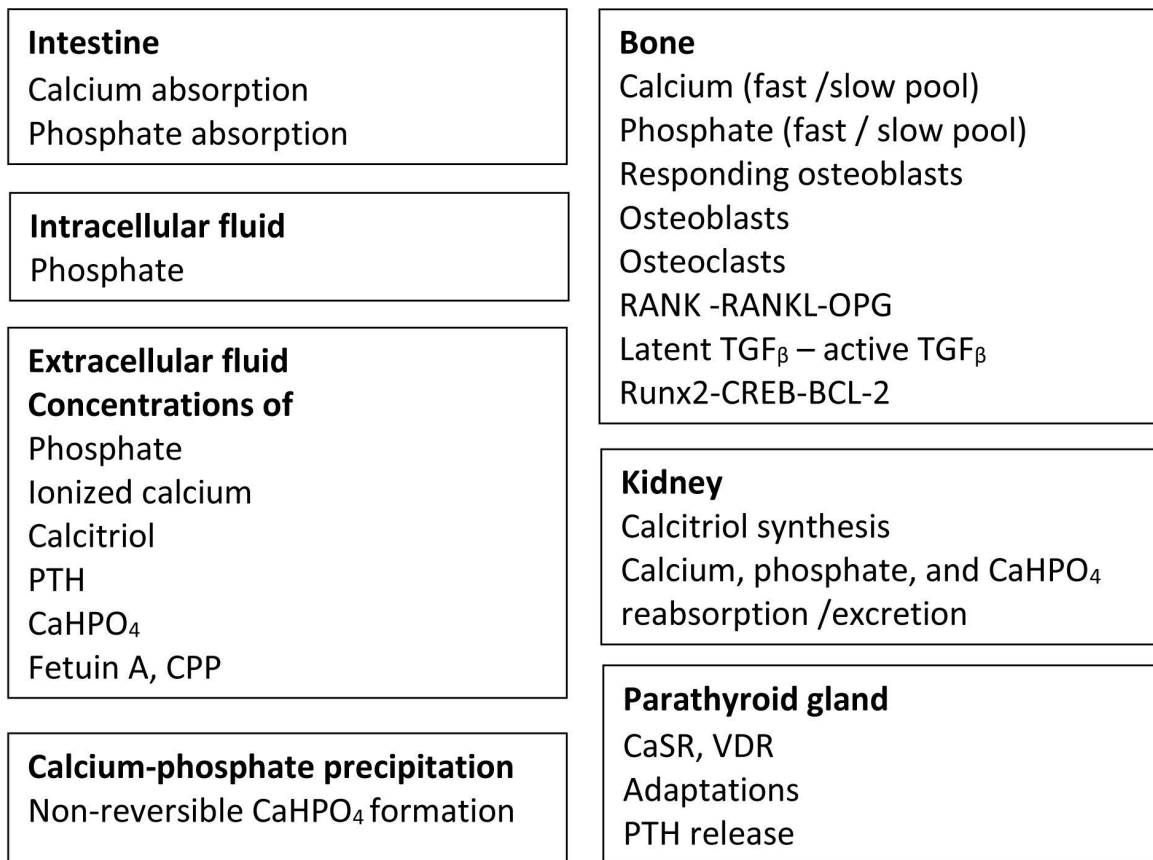 Intestine
Calcium absorption
Phosphate absorption
Intracellular fluid
Phosphate
Extracellular fluid
Concentrations of
Phosphate
Ionized calcium
Calcitriol
PTH
CaHPO₄
Fetuin A, CPP
Calcium-phosphate precipitation
Non-reversible CaHPO₄ formation
Bone
Calcium (fast /slow pool)
Phosphate (fast / slow pool)
Responding osteoblasts
Osteoblasts
Osteoclasts
RANK -RANKL-OPG
Latent TGFᵦ – active TGFᵦ
Runx2-CREB-BCL-2
Kidney
Calcitriol synthesis
Calcium, phosphate, and CaHPO₄
reabsorption /excretion
Parathyroid gland
CaSR, VDR
Adaptations
PTH release